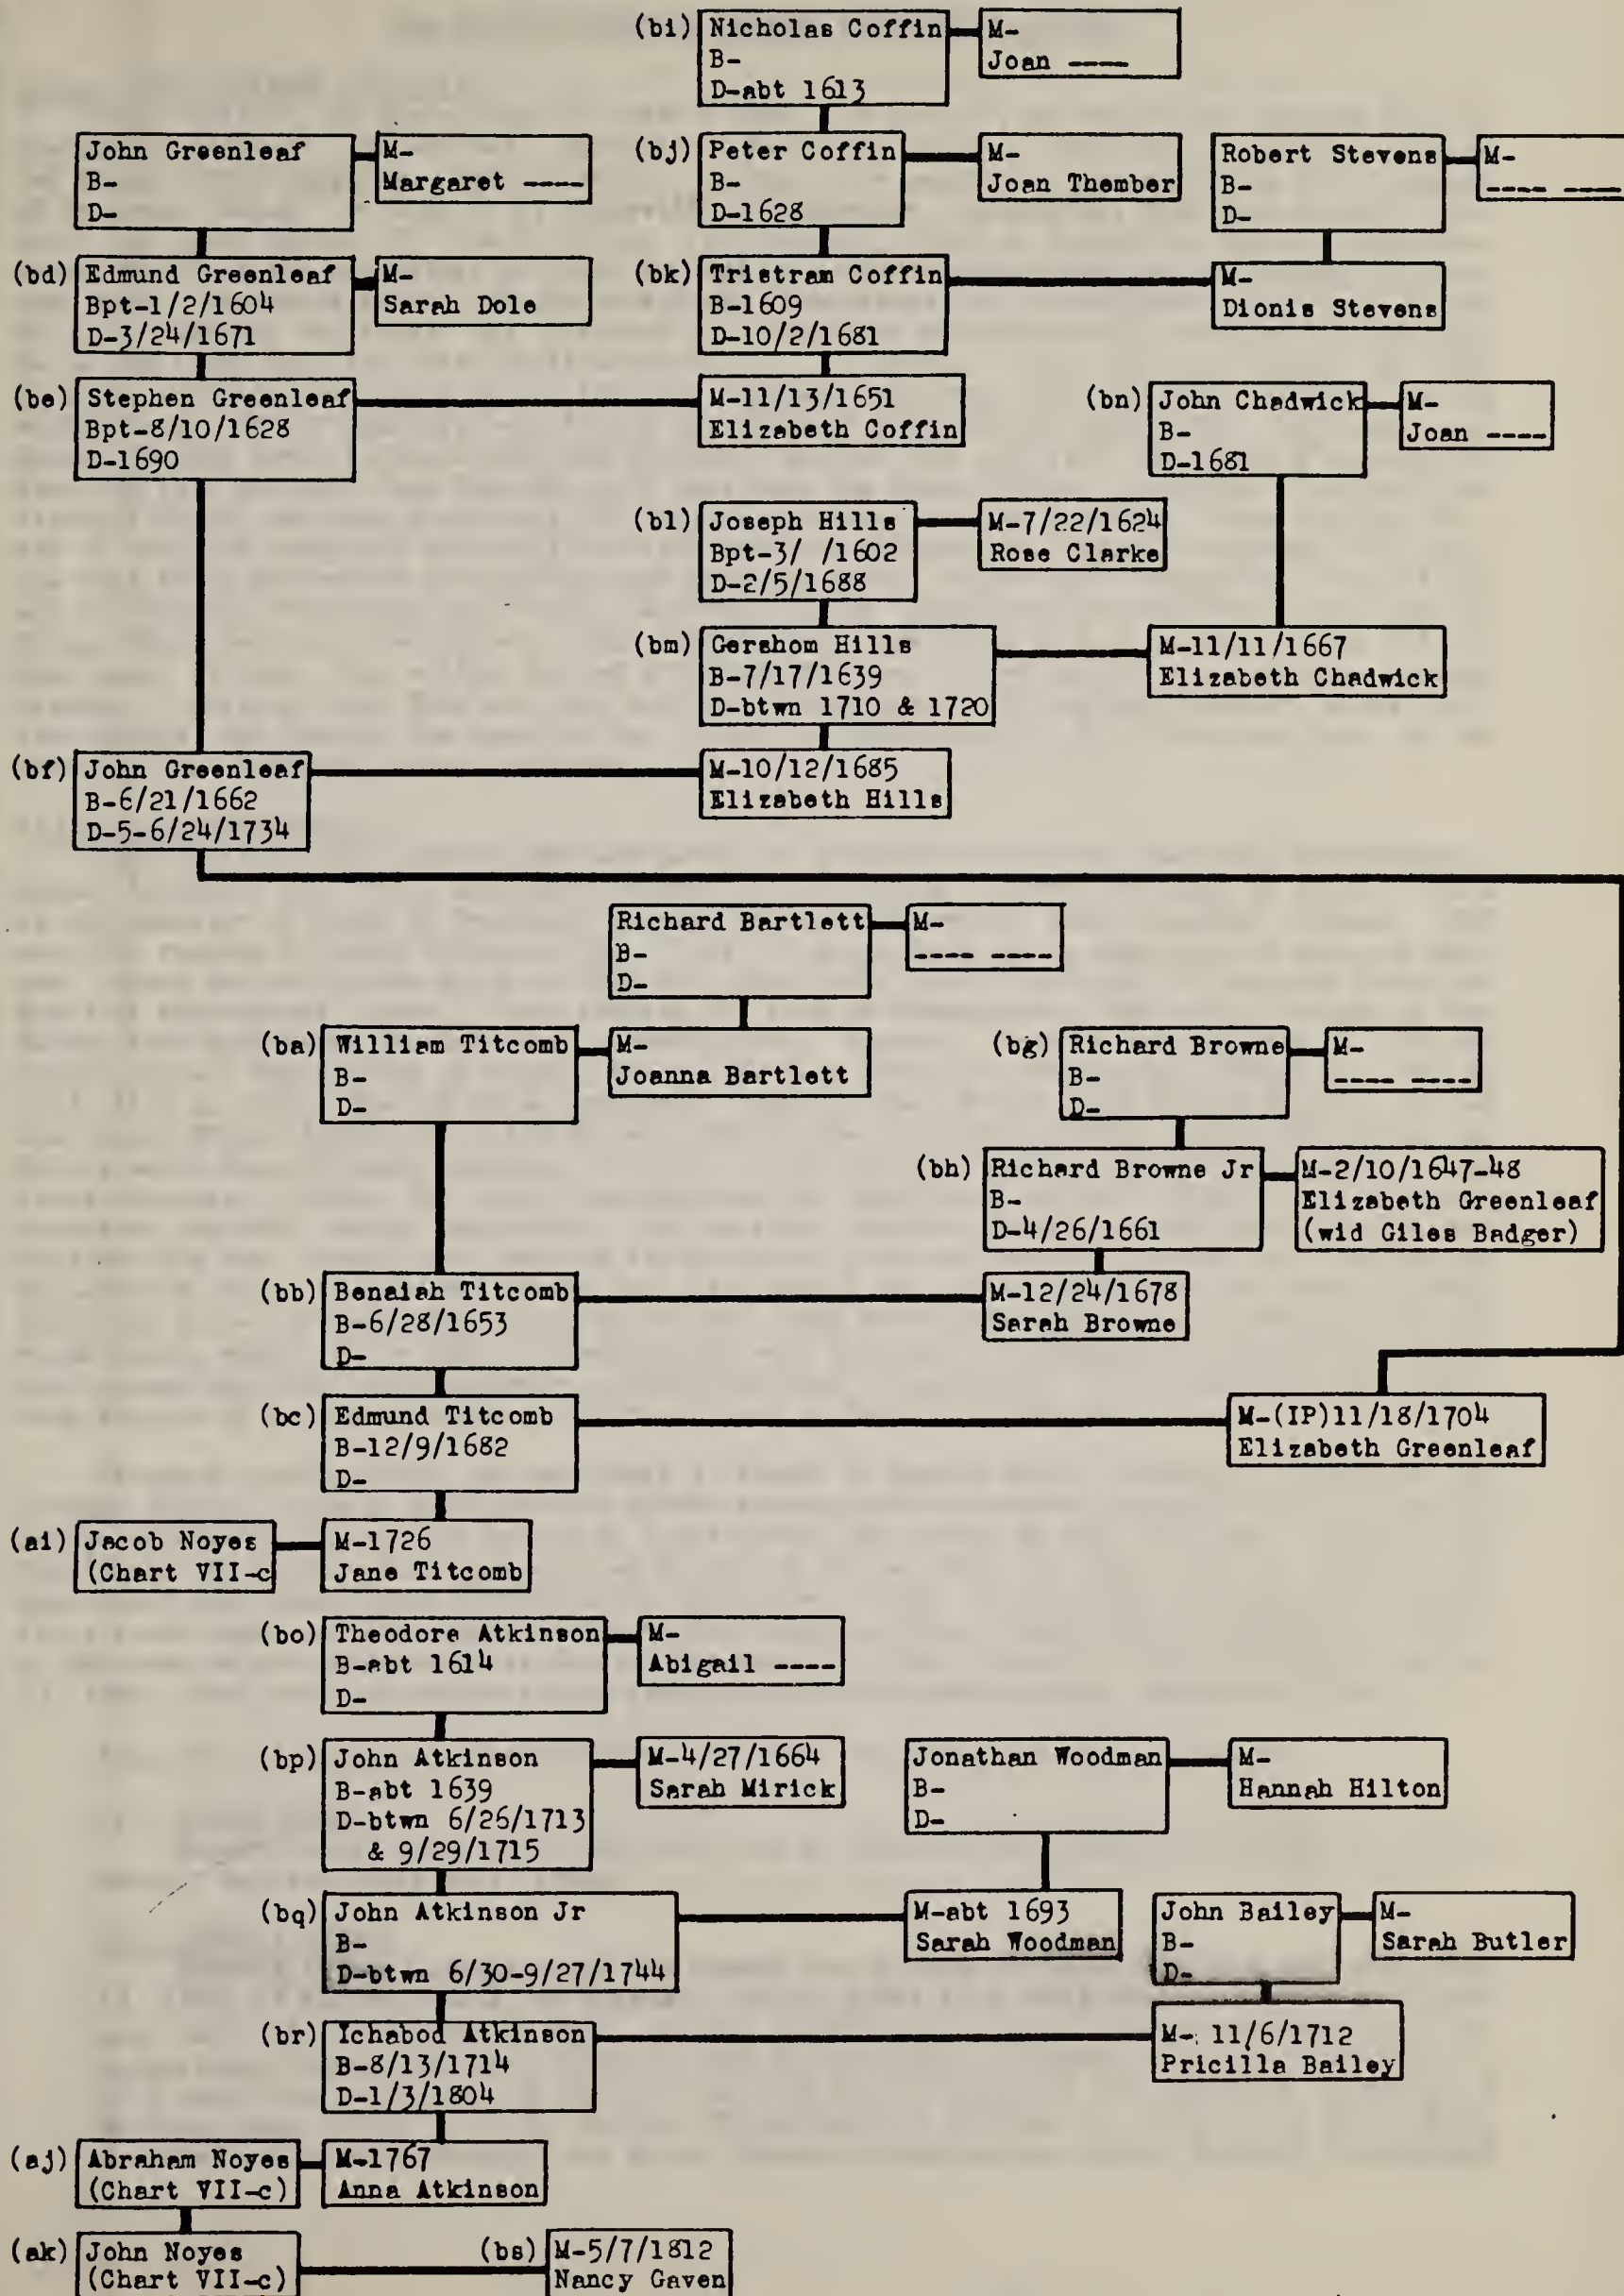 (bi) Nicholas Coffin
B-
D-abt 1613
M-
Joan ----
John Greenleaf
B-
D-
M-
Margaret ----
(bj) Peter Coffin
B-
D-1628
M-
Joan Thember
Robert Stevens
B-
D-
M-
---- ----
(bd) Edmund Greenleaf
Bpt-1/2/1604
D-3/24/1671
M-
Sarah Dole
(bk) Tristram Coffin
B-1609
D-10/2/1681
M-
Dionis Stevens
(be) Stephen Greenleaf
Bpt-8/10/1628
D-1690
M-11/13/1651
Elizabeth Coffin
(bn) John Chadwick
B-
D-1681
M-
Joan ----
(bl) Joseph Hills
Bpt-3/ /1602
D-2/5/1688
M-7/22/1624
Rose Clarke
(bm) Gershom Hills
B-7/17/1639
D-btwn 1710 & 1720
M-11/11/1667
Elizabeth Chadwick
(bf) John Greenleaf
B-6/21/1662
D-5-6/24/1734
M-10/12/1685
Elizabeth Hills
Richard Bartlett
B-
D-
M-
---- ----
(ba) William Titcomb
B-
D-
M-
Joanna Bartlett
(bg) Richard Browne
B-
D-
M-
---- ----
(bh) Richard Browne Jr
B-
D-4/26/1661
M-2/10/1647-48
Elizabeth Greenleaf
(wid Giles Badger)
(bb) Benaiah Titcomb
B-6/28/1653
D-
M-12/24/1678
Sarah Browne
(bc) Edmund Titcomb
B-12/9/1682
D-
M-(IP)11/18/1704
Elizabeth Greenleaf
(ai) Jacob Noyes
(Chart VII-c
M-1726
Jane Titcomb
(bo) Theodore Atkinson
B-abt 1614
D-
M-
Abigail ----
(bp) John Atkinson
B-abt 1639
D-btwn 6/26/1713
& 9/29/1715
M-4/27/1664
Sarah Mirick
Jonathan Woodman
B-
D-
M-
Hannah Hilton
(bq) John Atkinson Jr
B-
D-btwn 6/30-9/27/1744
M-abt 1693
Sarah Woodman
John Bailey
B-
D-
M-
Sarah Butler
(br) Ichabod Atkinson
B-8/13/1714
D-1/3/1804
M- 11/6/1712
Pricilla Bailey
(aj) Abraham Noyes
(Chart VII-c)
M-1767
Anna Atkinson
(ak) John Noyes
(Chart VII-c)
(bs) M-5/7/1812
Nancy Gaven